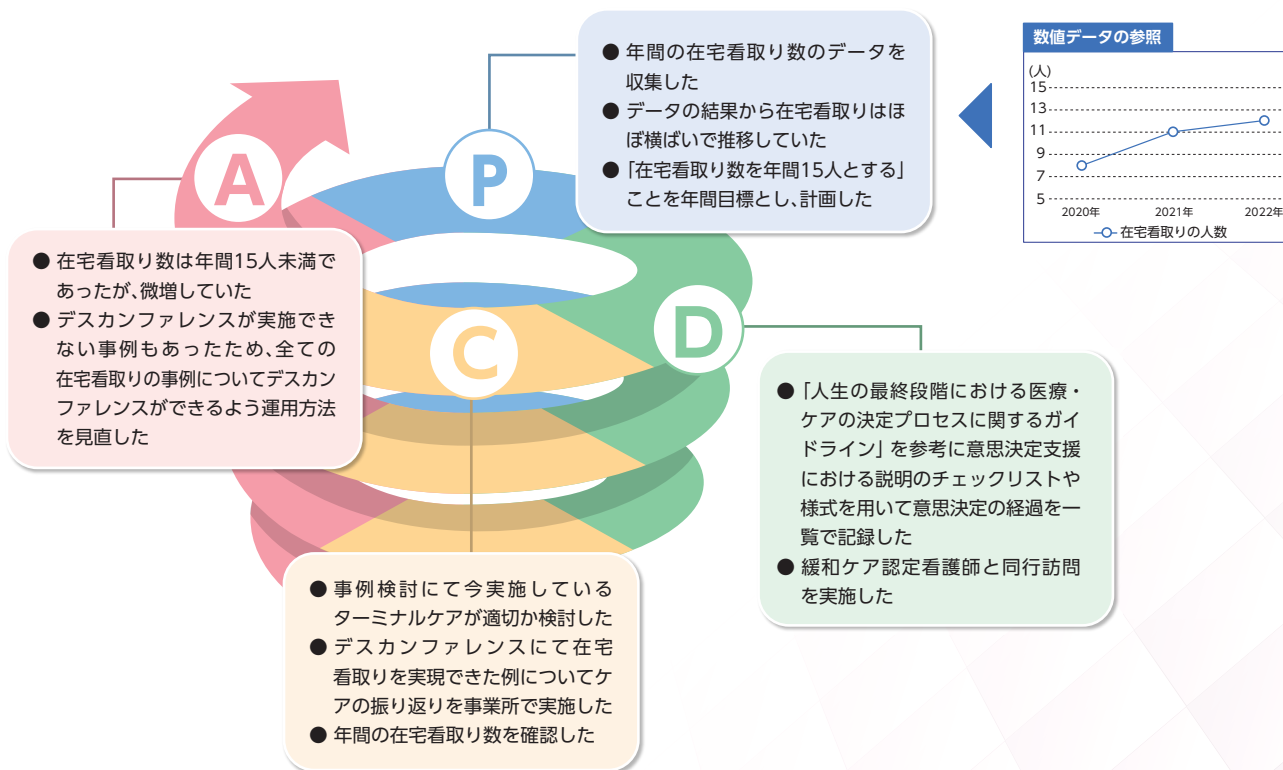 P
● 年間の在宅看取り数のデータを
収集した
● データの結果から在宅看取りはほ
ぼ横ばいで推移していた
● 「在宅看取り数を年間15人とする」
ことを年間目標とし、計画した
数値データの参照
(人)
15
13
11
9
7
5
2020年 2021年 2022年
在宅看取りの人数
D
● 「人生の最終段階における医療・
ケアの決定プロセスに関するガイ
ドライン」を参考に意思決定支援
における説明のチェックリストや
様式を用いて意思決定の経過を一
覧で記録した
● 緩和ケア認定看護師と同行訪問
を実施した
C
● 事例検討にて今実施している
ターミナルケアが適切か検討した
● デスカンファレンスにて在宅
看取りを実現できた例についてケ
アの振り返りを事業所で実施した
● 年間の在宅看取り数を確認した
A
● 在宅看取り数は年間15人未満で
あったが、微増していた
● デスカンファレンスが実施でき
ない事例もあったため、全ての
在宅看取りの事例についてデスカン
ファレンスができるよう運用方法
を見直した